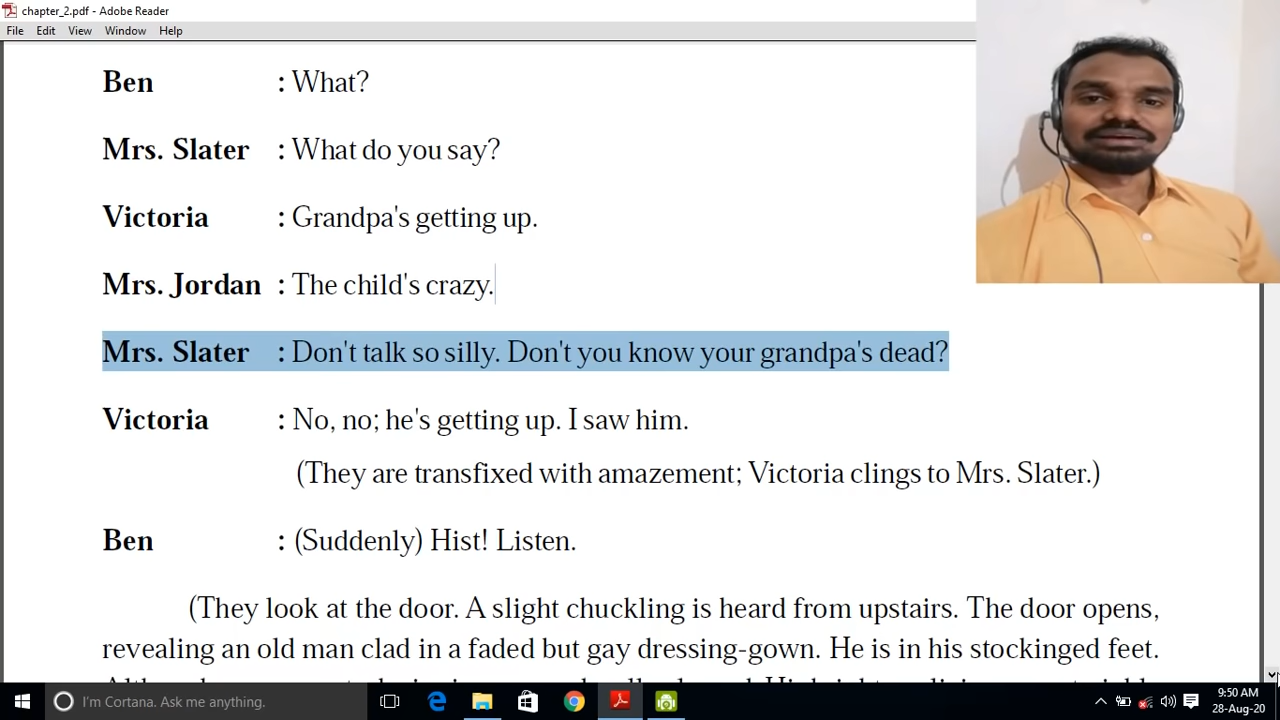 chapter_2.pdf - Adobe Reader
File Edit View Window Help
Ben : What?
Mrs. Slater : What do you say?
Victoria : Grandpa's getting up.
Mrs. Jordan : The child's crazy.
Mrs. Slater : Don't talk so silly. Don't you know your grandpa's dead?
Victoria : No, no; he's getting up. I saw him.
(They are transfixed with amazement; Victoria clings to Mrs. Slater.)
Ben : (Suddenly) Hist! Listen.
(They look at the door. A slight chuckling is heard from upstairs. The door opens,
revealing an old man clad in a faded but gay dressing-gown. He is in his stockinged feet.
I'm Cortana. Ask me anything.
9:50 AM
28-Aug-20